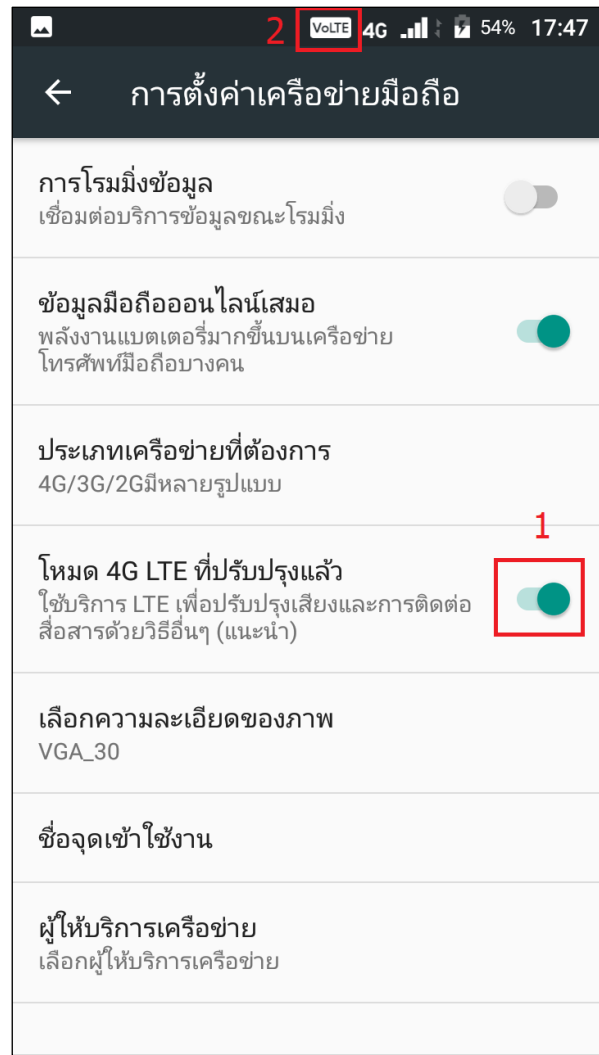 2 VoLTE 4G 54% 17:47
การตั้งค่าเครือข่ายมือถือ
การโรมมิ่งข้อมูล
เชื่อมต่อบริการข้อมูลขณะโรมมิ่ง
ข้อมูลมือถือออนไลน์เสมอ
พลังงานแบตเตอรี่มากขึ้นบนเครือข่าย
โทรศัพท์มือถือบางคน
ประเภทเครือข่ายที่ต้องการ
4G/3G/2Gมีหลายรูปแบบ
1
โหมด 4G LTE ที่ปรับปรุงแล้ว
ใช้บริการ LTE เพื่อปรับปรุงเสียงและการติดต่อ
สื่อสารด้วยวิธีอื่นๆ (แนะนำ)
เลือกความละเอียดของภาพ
VGA_30
ชื่อจุดเข้าใช้งาน
ผู้ให้บริการเครือข่าย
เลือกผู้ให้บริการเครือข่าย